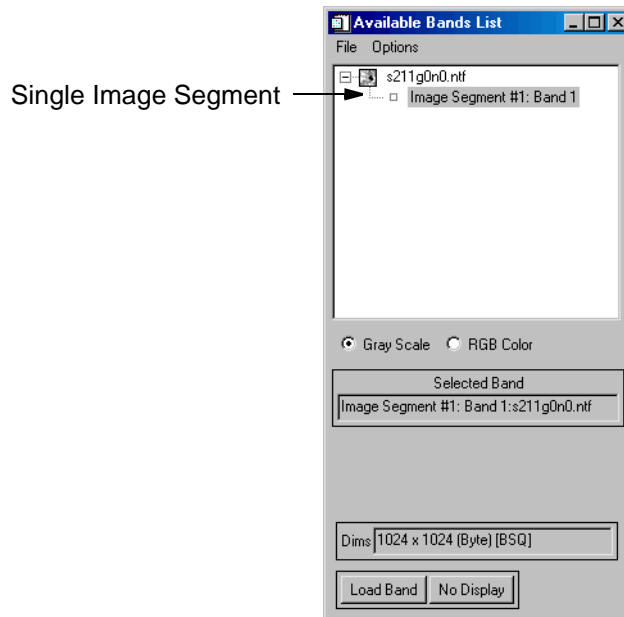 Available Bands List
File Options
s211g0n0.ntf
Single Image Segment
Image Segment #1: Band 1
Gray Scale RGB Color
Selected Band
Image Segment #1: Band 1:s211g0n0.ntf
Dims 1024 x 1024 (Byte) [BSQ]
Load Band No Display